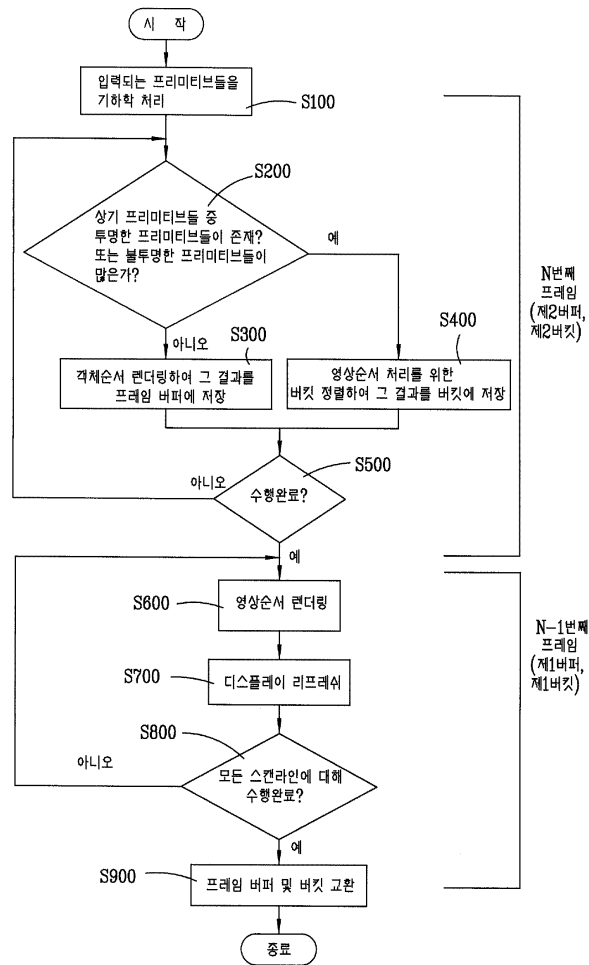 시 작
입력되는 프리미티브들을
기하학 처리
S100
S200
상기 프리미티브들 중
투명한 프리미티브들이 존재?
또는 불투명한 프리미티브들이
많은가?
예
아니오
S300
객체순서 렌더링하여 그 결과를
프레임 버퍼에 저장
S400
영상순서 처리를 위한
버킷 정렬하여 그 결과를 버킷에 저장
N번째
프레임
(제2버퍼,
제2버킷)
S500
아니오
수행완료?
예
S600
영상순서 렌더링
S700
디스플레이 리프레쉬
N-1번째
프레임
(제1버퍼,
제1버킷)
S800
아니오
모든 스캔라인에 대해
수행완료?
예
S900
프레임 버퍼 및 버킷 교환
종료